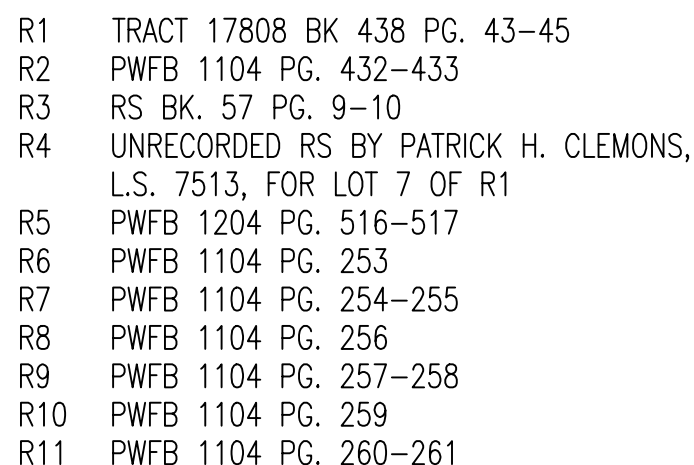 R1 TRACT 17808 BK 438 PG. 43-45
R2 PWFB 1104 PG. 432-433
R3 RS BK. 57 PG. 9-10
R4 UNRECORDED RS BY PATRICK H. CLEMONS,
L.S. 7513, FOR LOT 7 OF R1
R5 PWFB 1204 PG. 516-517
R6 PWFB 1104 PG. 253
R7 PWFB 1104 PG. 254-255
R8 PWFB 1104 PG. 256
R9 PWFB 1104 PG. 257-258
R10 PWFB 1104 PG. 259
R11 PWFB 1104 PG. 260-261